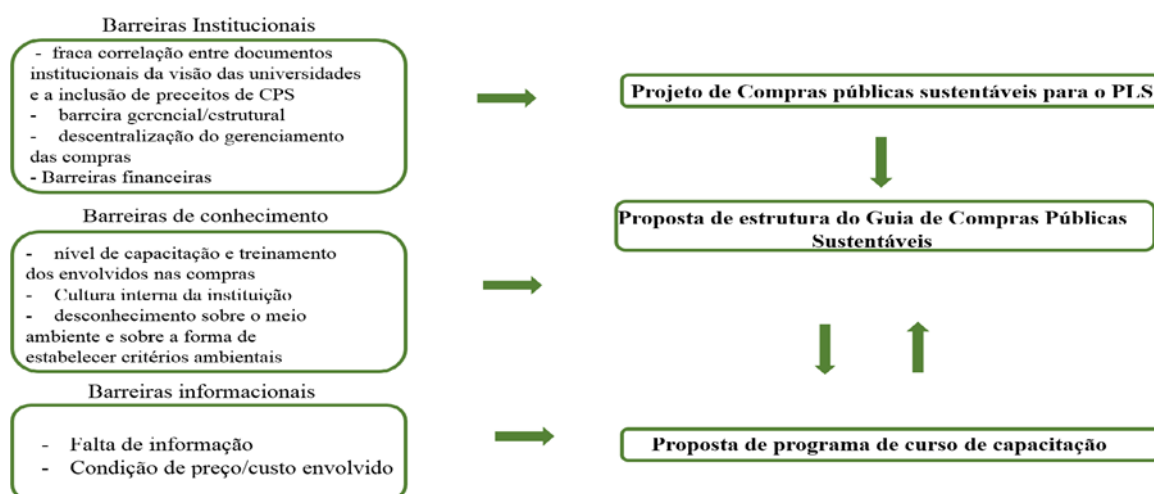 Barreiras Institucionais
- fraca correlação entre documentos
institucionais da visão das universidades
e a inclusão de preceitos de CPS
- barreira gerencial/estrutural
- descentralização do gerenciamento
das compras
- Barreiras financeiras
Projeto de Compras públicas sustentáveis para o PLS
Barreiras de conhecimento
- nível de capacitação e treinamento
dos envolvidos nas compras
- Cultura interna da instituição
- desconhecimento sobre o meio
ambiente e sobre a forma de
estabelecer critérios ambientais
Proposta de estrutura do Guia de Compras Públicas
Sustentáveis
Barreiras informacionais
- Falta de informação
- Condição de preço/custo envolvido
Proposta de programa de curso de capacitação